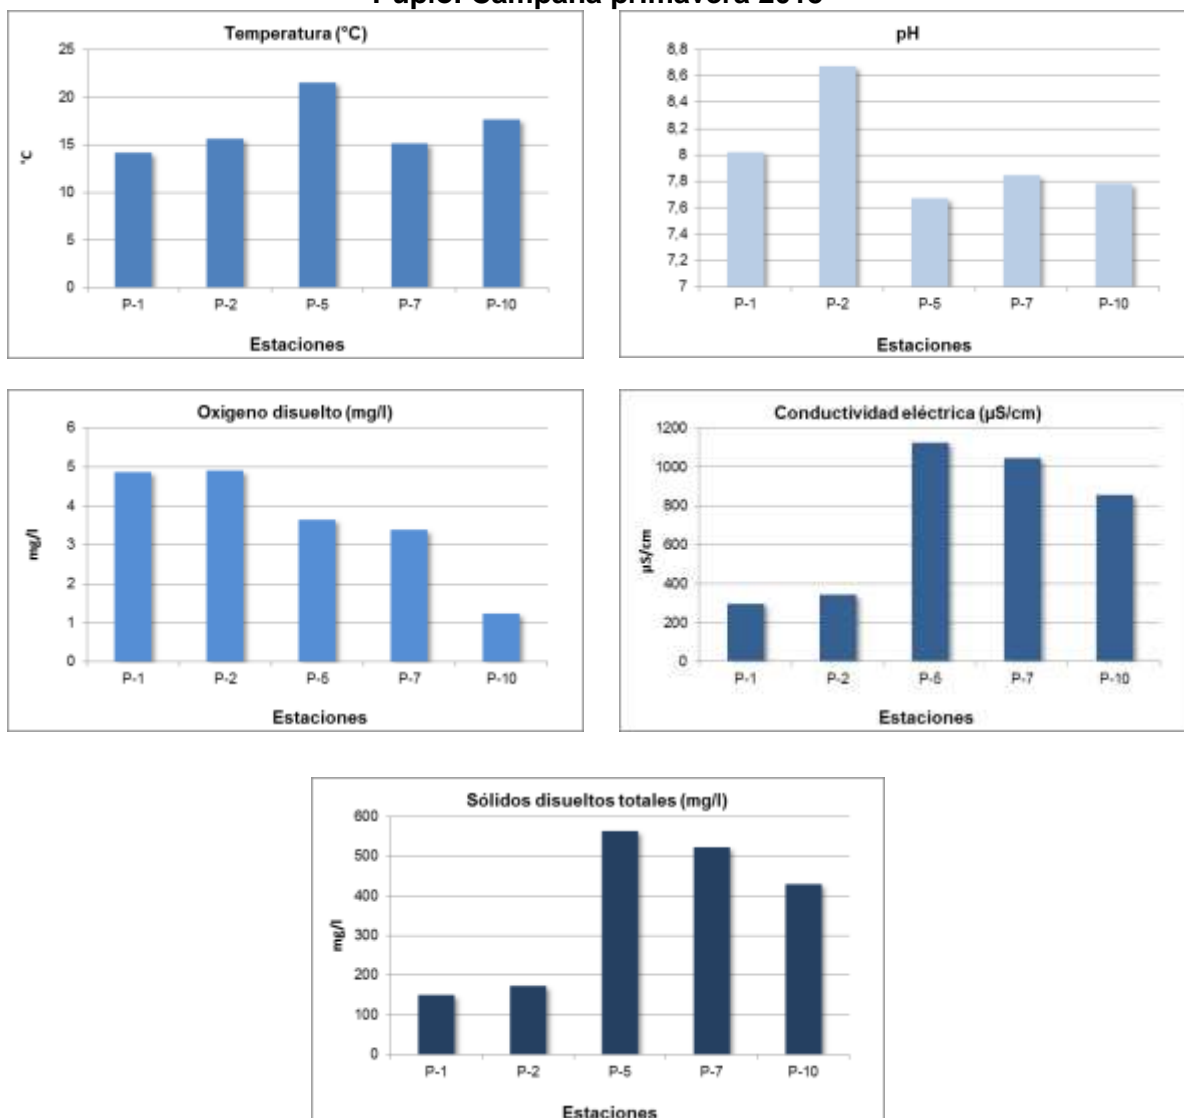 Pupío. Campaña primavera 2013
Temperatura (°C)
25
20
15
10
5
0
°C
P-1 P-2 P-5 P-7 P-10
Estaciones
pH
8,8
8,6
8,4
8,2
8
7,8
7,6
7,4
7,2
7
P-1 P-2 P-5 P-7 P-10
Estaciones
Oxigeno disuelto (mg/l)
6
5
4
3
2
1
0
mg/l
P-1 P-2 P-5 P-7 P-10
Estaciones
Conductividad eléctrica (µS/cm)
1200
1000
800
600
400
200
0
µS/cm
P-1 P-2 P-5 P-7 P-10
Estaciones
Sólidos disueltos totales (mg/l)
600
500
400
300
200
100
0
mg/l
P-1 P-2 P-5 P-7 P-10
Estaciones